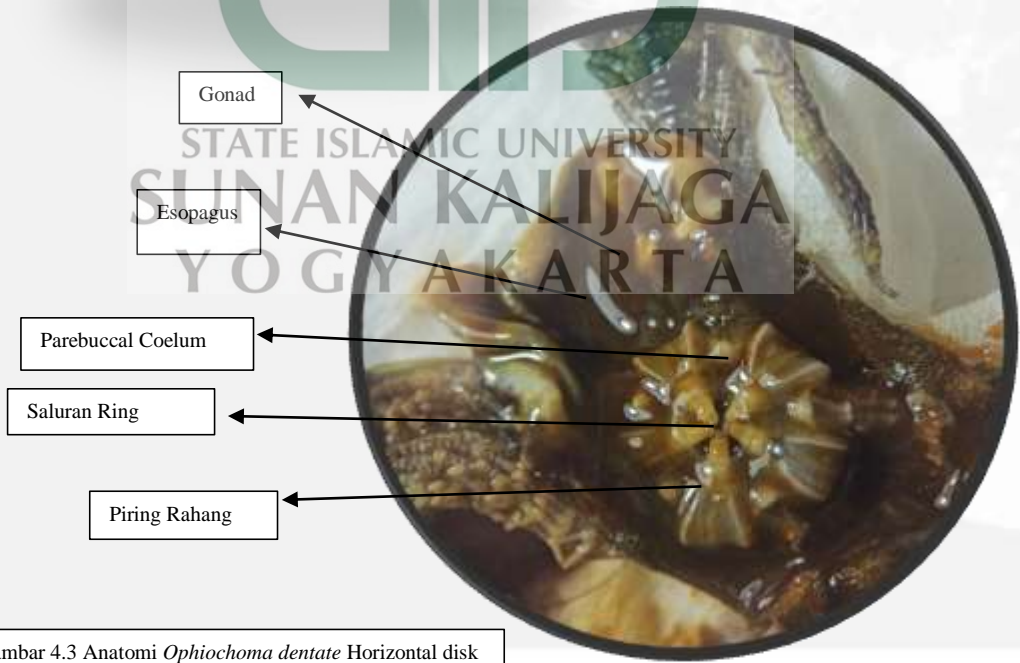 Gonad
STATE ISLAMIC UNIVERSITY
SUNAN KALIJAGA
YOGYAKARTA
Esopagus
Parebuccal Coelum
Saluran Ring
Piring Rahang
mbar 4.3 Anatomi Ophiochoma dentate Horizontal disk